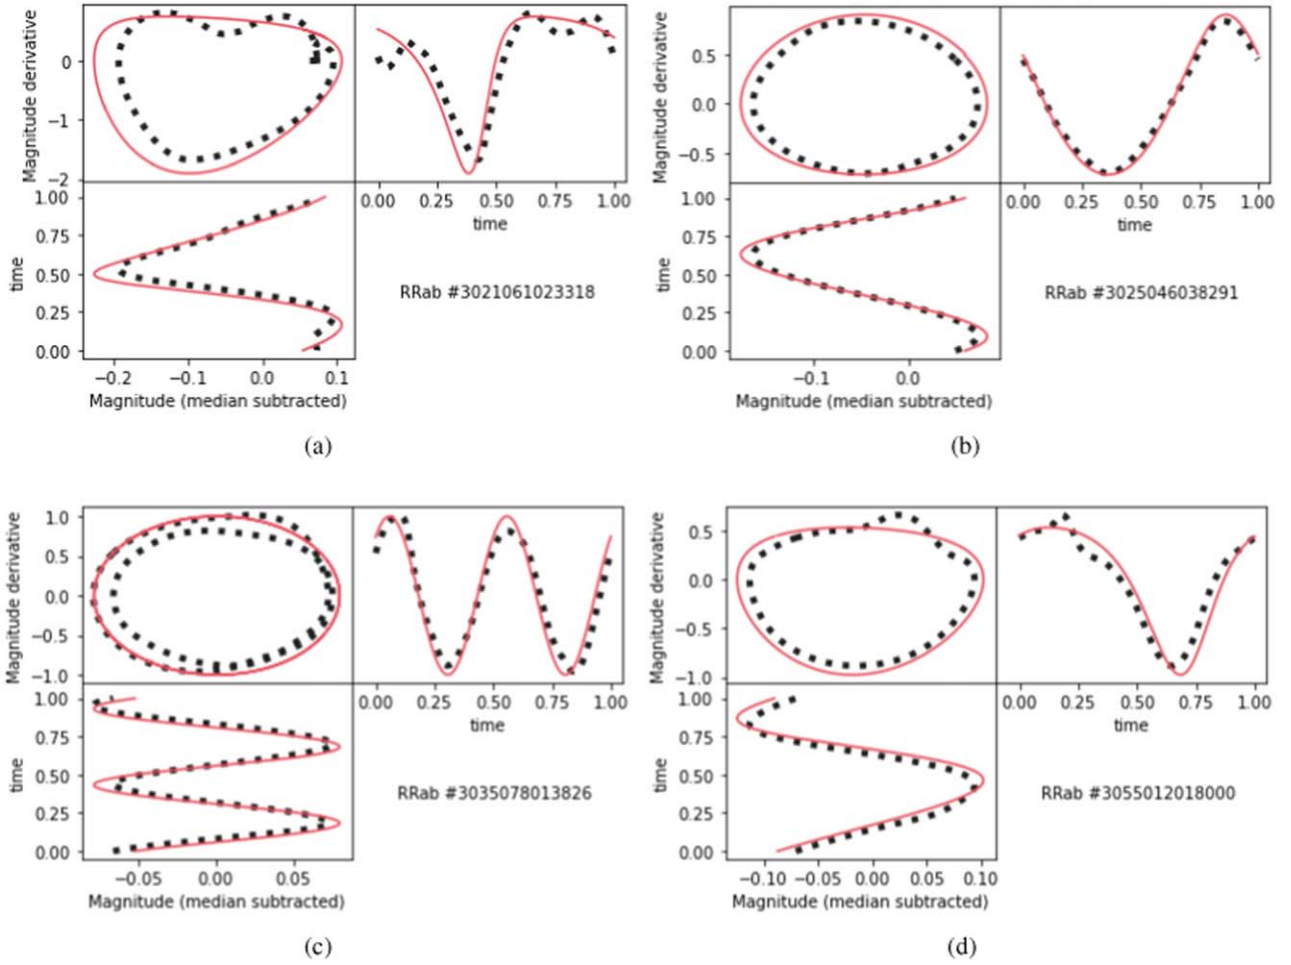 Magnitude derivative
0
−1
−2
0.00 0.25 0.50 0.75 1.00
time
time
1.00
0.75
0.50
0.25
0.00
−0.2 −0.1 0.0 0.1
Magnitude (median subtracted)
RRab #3021061023318
(a)
Magnitude derivative
0.5
0.0
−0.5
0.00 0.25 0.50 0.75 1.00
time
time
1.00
0.75
0.50
0.25
0.00
−0.1 0.0
Magnitude (median subtracted)
RRab #3025046038291
(b)
Magnitude derivative
1.0
0.5
0.0
−0.5
−1.0
0.00 0.25 0.50 0.75 1.00
time
time
1.00
0.75
0.50
0.25
0.00
−0.05 0.00 0.05
Magnitude (median subtracted)
RRab #3035078013826
(c)
Magnitude derivative
0.5
0.0
−0.5
−1.0
0.00 0.25 0.50 0.75 1.00
time
time
1.00
0.75
0.50
0.25
0.00
−0.10 −0.05 0.00 0.05 0.10
Magnitude (median subtracted)
RRab #3055012018000
(d)